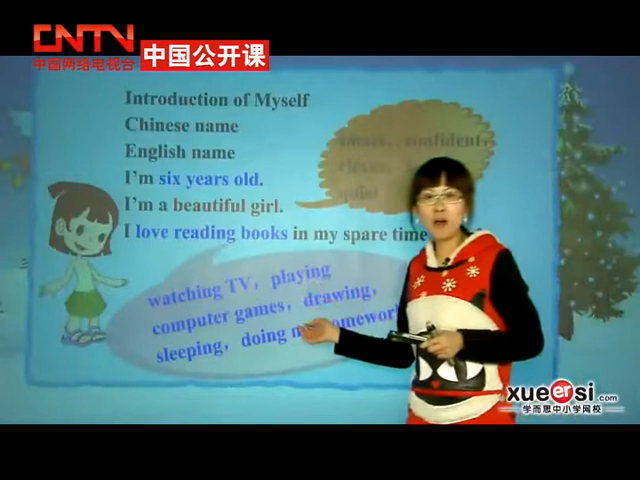 CNTN
中国网络电视台
中国公开课
Introduction of Myself
Chinese name
English name
I'm six years old.
I'm a beautiful girl.
I love reading books in my spare time
smart, confident,
watching TV, playing
computer games, drawing,
sleeping, doing
xueersi.com
学而思中小学网校